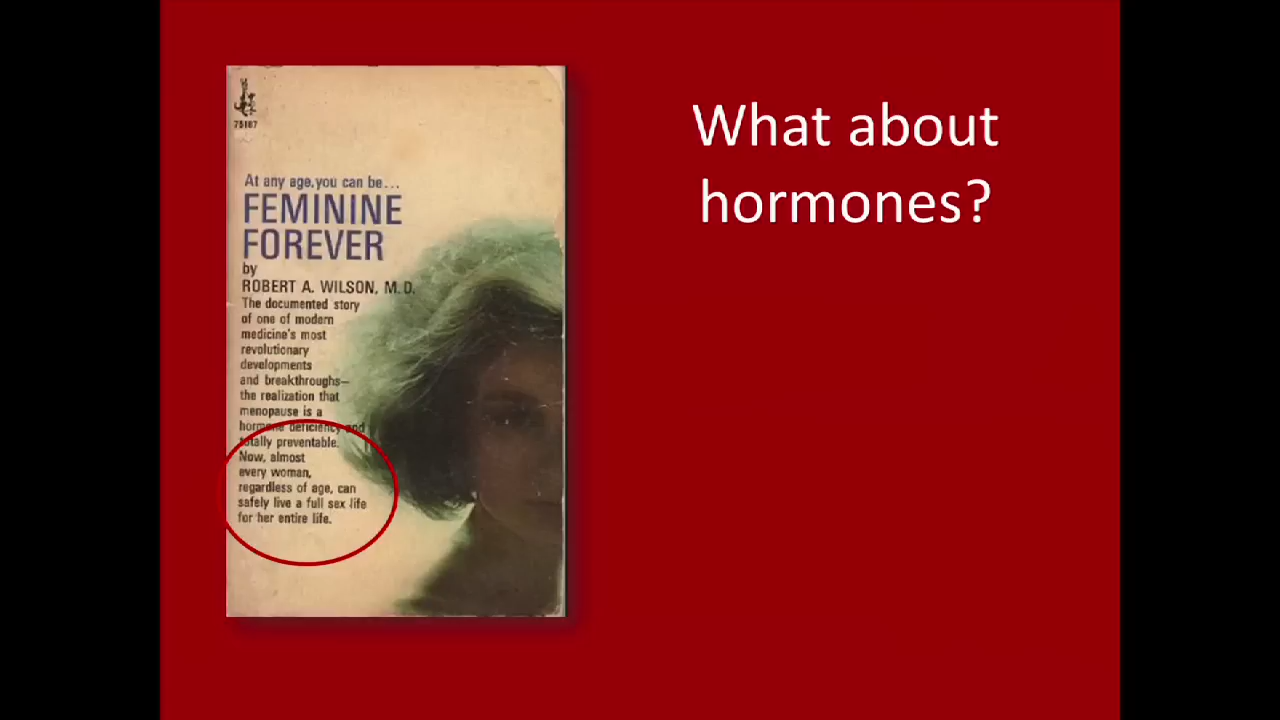 75187
At any age, you can be...
FEMININE
FOREVER
by
ROBERT A. WILSON, M.D.
The documented story
of one of modern
medicine's most
revolutionary
developments
and breakthroughs—
the realization that
menopause is a
hormone deficiency and
totally preventable.
Now, almost
every woman,
regardless of age, can
safely live a full sex life
for her entire life.
What about
hormones?